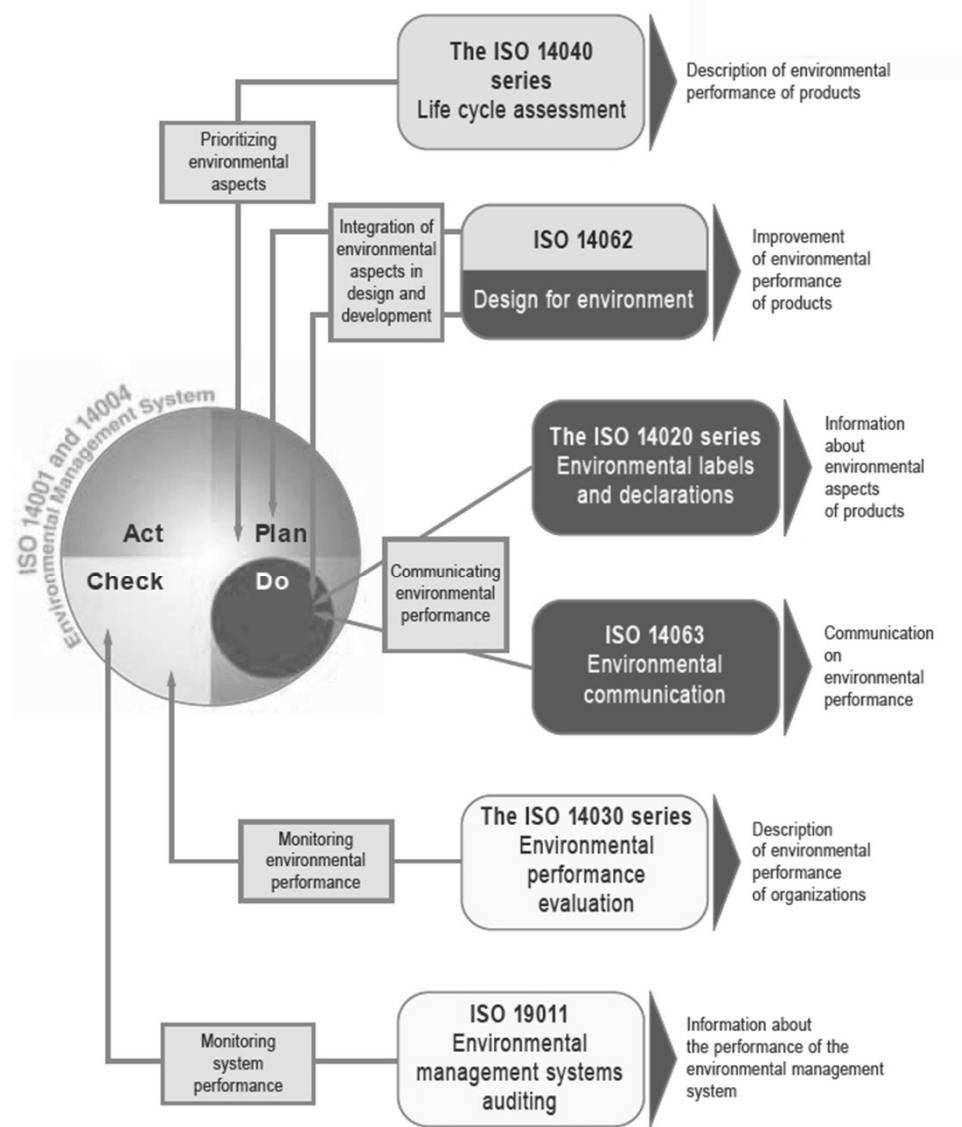 The ISO 14040
series
Life cycle assessment
Description of environmental
performance of products
Prioritizing
environmental
aspects
Integration of
environmental
aspects in
design and
development
ISO 14062
Design for environment
Improvement
of environmental
performance
of products
ISO 14001 and 14004
Environmental Management System
Act
Plan
Check
Do
The ISO 14020 series
Environmental labels
and declarations
Information
about
environmental
aspects
of products
Communicating
environmental
performance
ISO 14063
Environmental
communication
Communication
on
environmental
performance
Monitoring
environmental
performance
The ISO 14030 series
Environmental
performance
evaluation
Description
of environmental
performance
of organizations
Monitoring
system
performance
ISO 19011
Environmental
management systems
auditing
Information about
the performance of the
environmental management
system